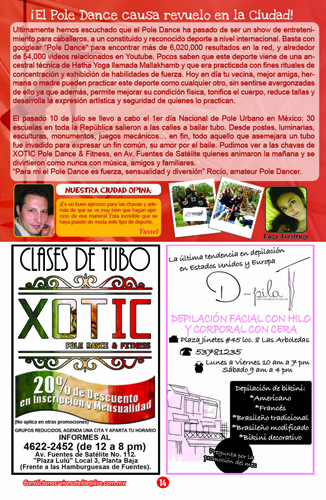 ¡El Pole Dance causa revuelo en la Ciudad!
Ultimamente hemos escuchado que el Pole Dance ha pasado de ser un show de entreteni-
miento para caballeros, a un constituido y reconocido deporte a nivel internacional. Basta con
googlear "Pole Dance" para encontrar más de 6,020,000 resultados en la red, y alrededor
de 54,000 videos relacionados en Youtube. Pocos saben que este deporte viene de una an-
cestral técnica de Hatha Yoga llamada Mallakhamb y que era practicada con fines rituales de
concentración y exhibición de habilidades de fuerza. Hoy en día tu vecina, mejor amiga, herma-
na o madre pueden practicar este deporte como cualquier otro, sin sentirse avergonzadas
de ello ya que además, permite mejorar su condición física, tonifica el cuerpo, reduce tallas y
desarrolla la expresión artística y seguridad de quienes lo practican.
El pasado 10 de julio se llevo a cabo el 1er día Nacional de Pole Urbano en México: 30
escuelas en toda la República salieron a las calles a bailar tubo. Desde postes, luminarias,
esculturas, monumentos, juegos mecánicos... en fin, todo aquello que asemejara un tubo
fue invadido para expresar un fin común, su amor por el baile. Pudimos ver a las chavas de
XOTIC Pole Dance & Fitness, en Av. Fuentes de Satélite quienes animaron la mañana y se
divirtieron como nunca con música, amigos y familiares.
"Para mi el Pole Dance es fuerza, sensualidad y diversión" Rocío, amateur Pole Dancer.
NUESTRA CIUDAD OPINA:
¡Es un buen ejercicio para las chavas y ade-
más de que se ve muy bien que hagan ejer-
cicio de esa manera! Esta increíble que se
haya puesto de moda este tipo de deporte.
Yussef
CLASES DE TUBO
XOTIC
POLE DANCE & FITNESS
20% de Descuento
en Inscripción y Mensualidad
(No aplica en otras promociones).
GRUPOS REDUCIDOS, AGENDA UNA CITA Y APARTA TU HORARIO
INFORMES AL
4622-2452 (de 12 a 8 pm)
Av. Fuentes de Satélite No. 112.
"Plaza Lulú" Local 3, Planta Baja
(Frente a las Hamburguesas de Fuentes).
La última tendencia en depilación
en Estados Unidos y Europa
D-pila
DEPILACIÓN FACIAL CON HILO
Y CORPORAL CON CERA
Plaza Jinetes #45 loc. 8 Las Arboledas
53781235
Lunes a Viernes 10 am a 7 pm
Sábado 9 am a 4 pm
Depilación de bikini:
*Americano
*Francés
*Brasileño tradicional
*Brasileño modificado
*Bikini decorativo
Pregunta por la
promoción del mes
14